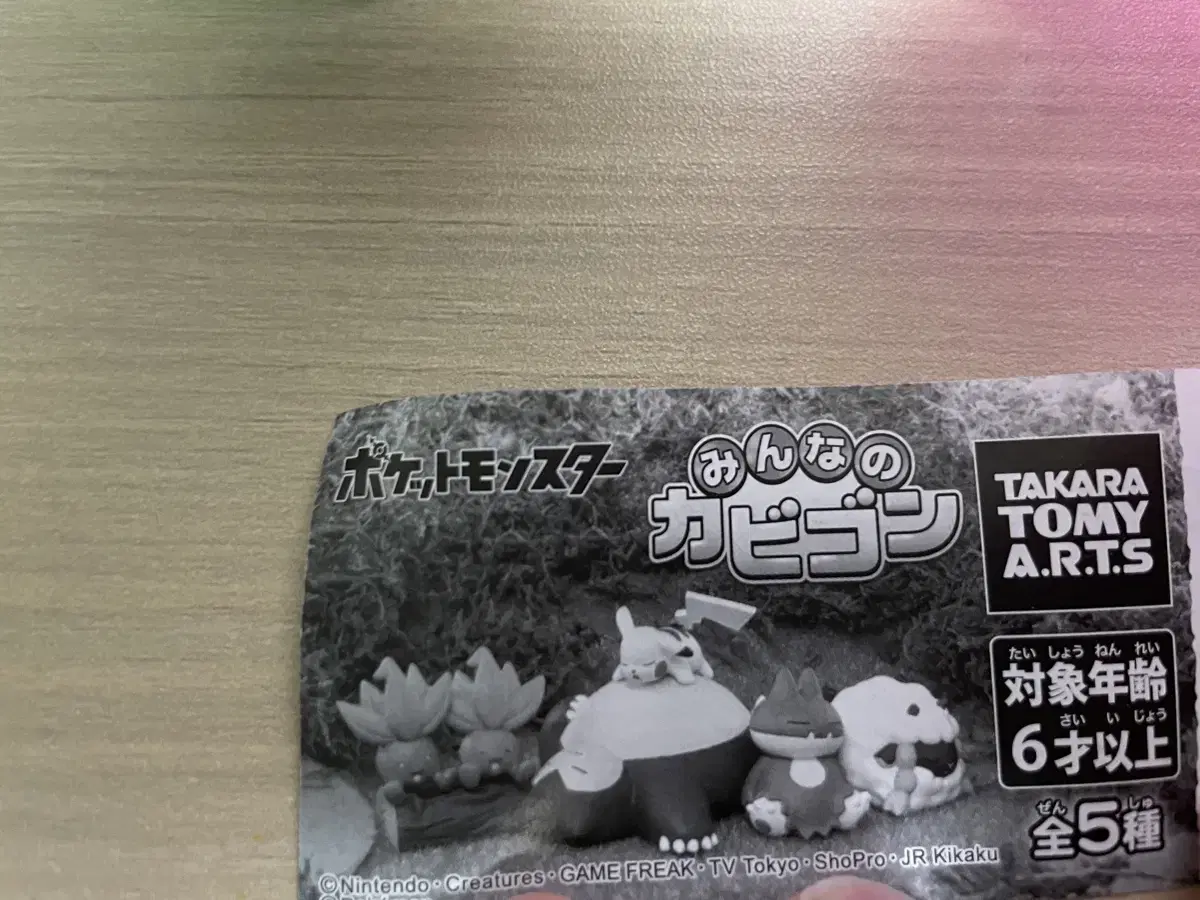 ポケットモンスター
みんなの
カビゴン
TAKARA
TOMY
A.R.T.S
たいしょうねんれい
対象年齢
さいいじょう
6才以上
ぜんしゅ
全5種
©Nintendo・Creatures・GAME FREAK・TV Tokyo・ShoPro・JR Kikaku